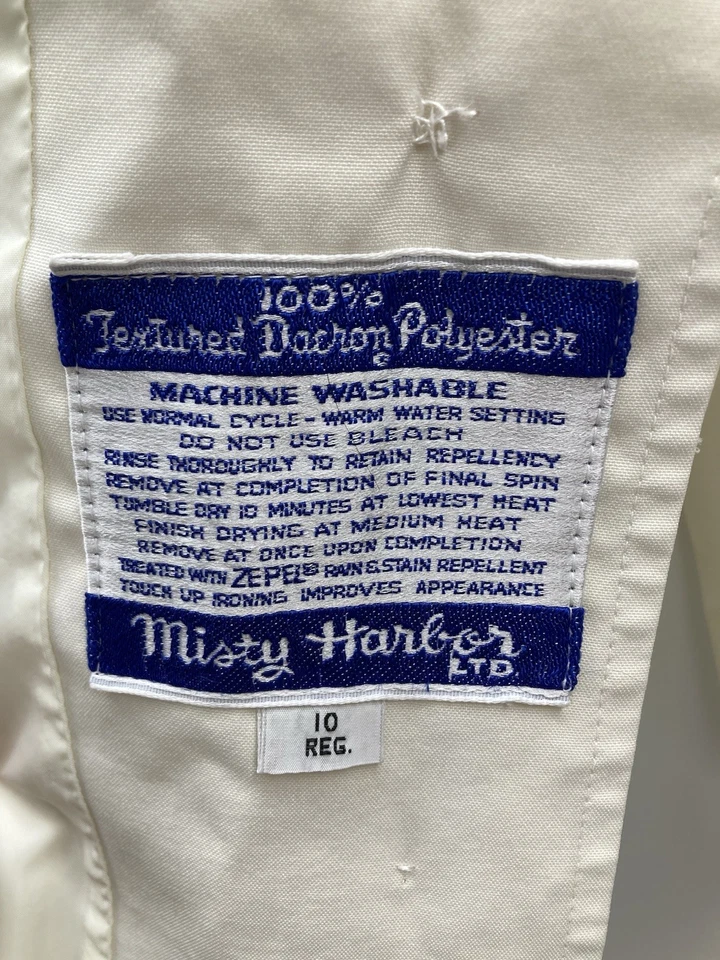 100%
Textured Dacron Polyester
©
MACHINE WASHABLE
USE NORMAL CYCLE - WARM WATER SETTING
DO NOT USE BLEACH
RINSE THOROUGHLY TO RETAIN REPELLENCY
REMOVE AT COMPLETION OF FINAL SPIN
TUMBLE DRY 10 MINUTES AT LOWEST HEAT
FINISH DRYING AT MEDIUM HEAT
REMOVE AT ONCE UPON COMPLETION
TREATED WITH ZEPEL® RAIN & STAIN REPELLENT
TOUCH UP IRONING IMPROVES APPEARANCE
Misty Harbor
LTD.
10
REG.